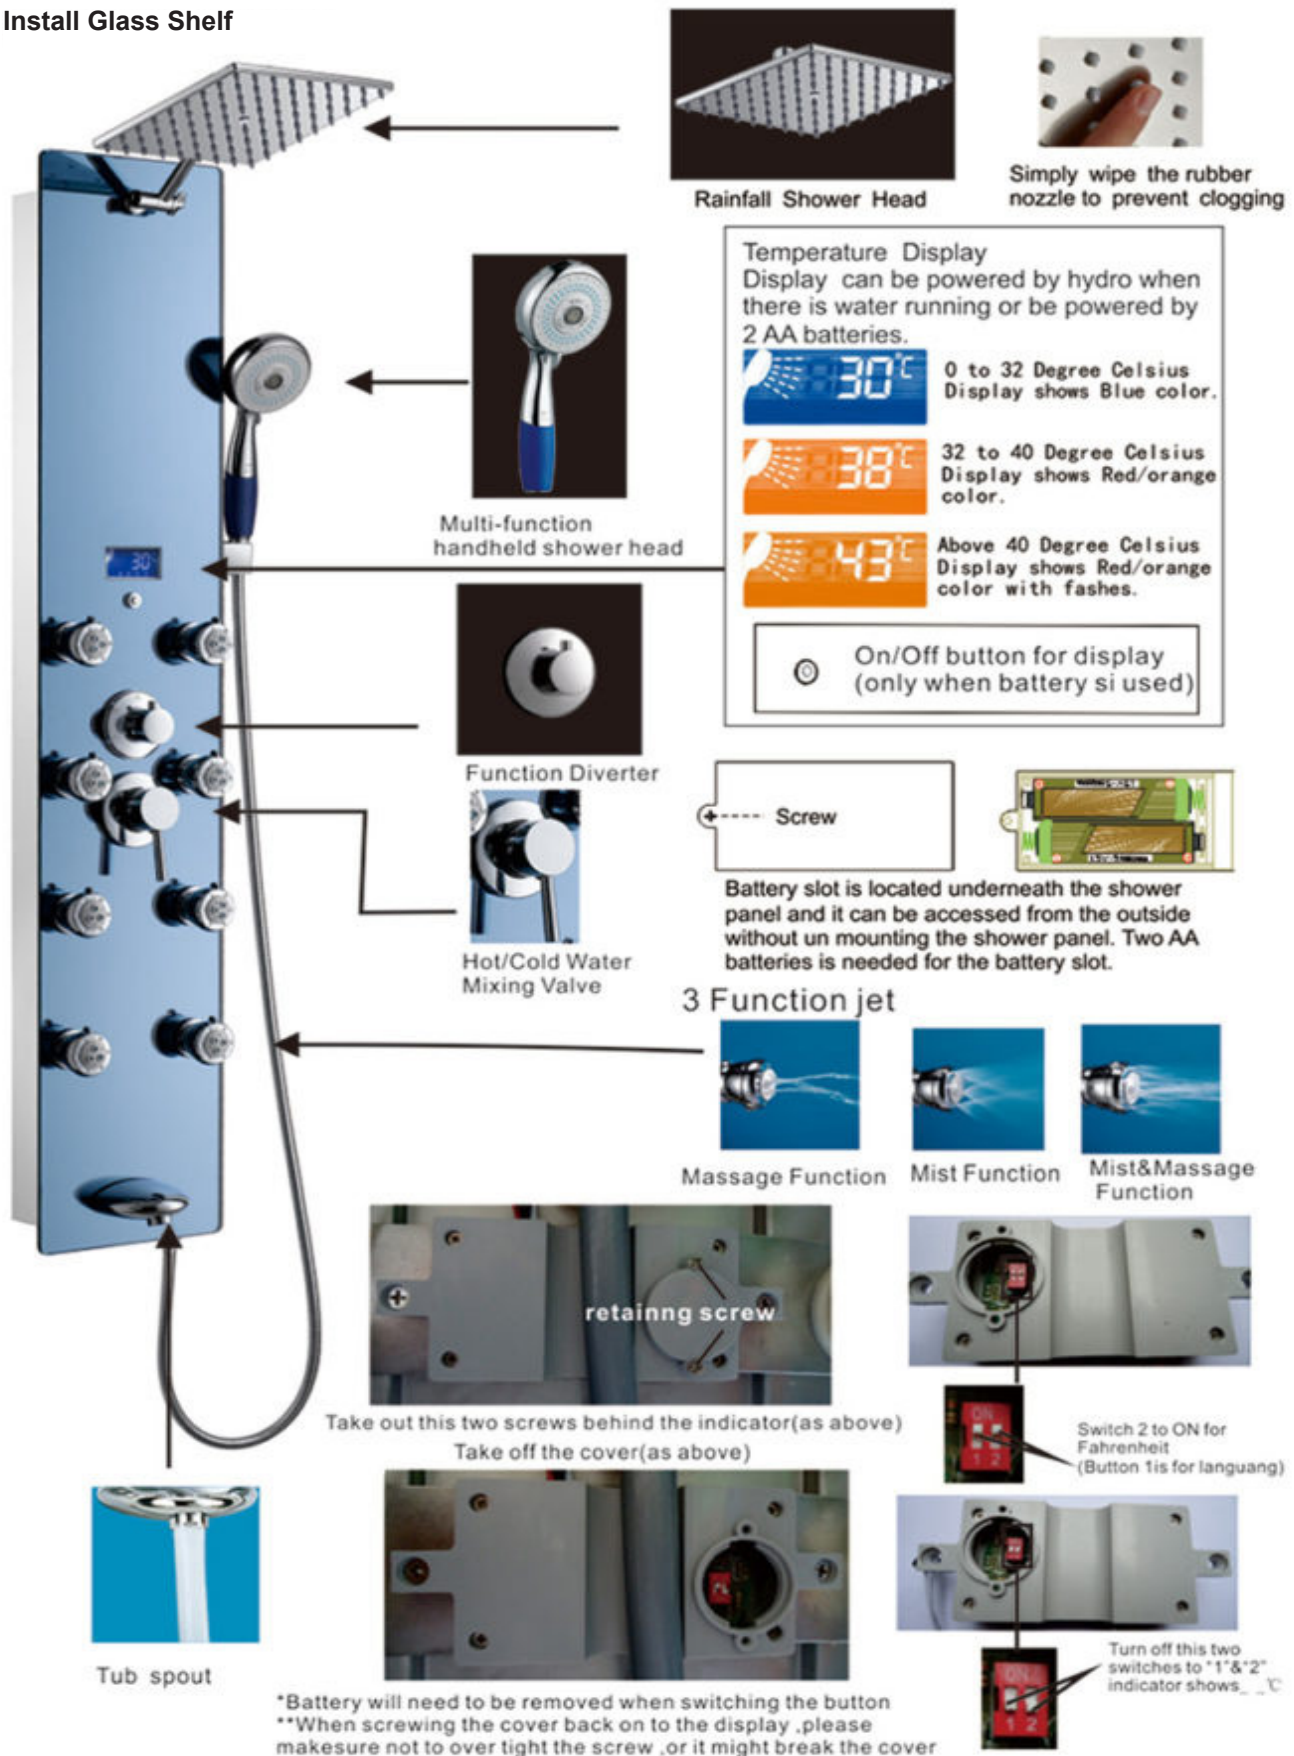 Install Glass Shelf
Rainfall Shower Head
Simply wipe the rubber
nozzle to prevent clogging
Temperature Display
Display can be powered by hydro when
there is water running or be powered by
2 AA batteries.
30°C
0 to 32 Degree Celsius
Display shows Blue color.
38°C
32 to 40 Degree Celsius
Display shows Red/orange
color.
43°C
Above 40 Degree Celsius
Display shows Red/orange
color with fashes.
On/Off button for display
(only when battery si used)
Multi-function
handheld shower head
30
Function Diverter
Hot/Cold Water
Mixing Valve
Screw
Battery slot is located underneath the shower
panel and it can be accessed from the outside
without un mounting the shower panel. Two AA
batteries is needed for the battery slot.
3 Function jet
Massage Function
Mist Function
Mist&Massage
Function
retainng screw
Take out this two screws behind the indicator(as above)
Take off the cover(as above)
ON
1 2
Switch 2 to ON for
Fahrenheit
(Button 1is for languang)
Tub spout
ON
1 2
Turn off this two
switches to "1"&"2"
indicator shows_ _℃
*Battery will need to be removed when switching the button
**When screwing the cover back on to the display ,please
makesure not to over tight the screw ,or it might break the cover